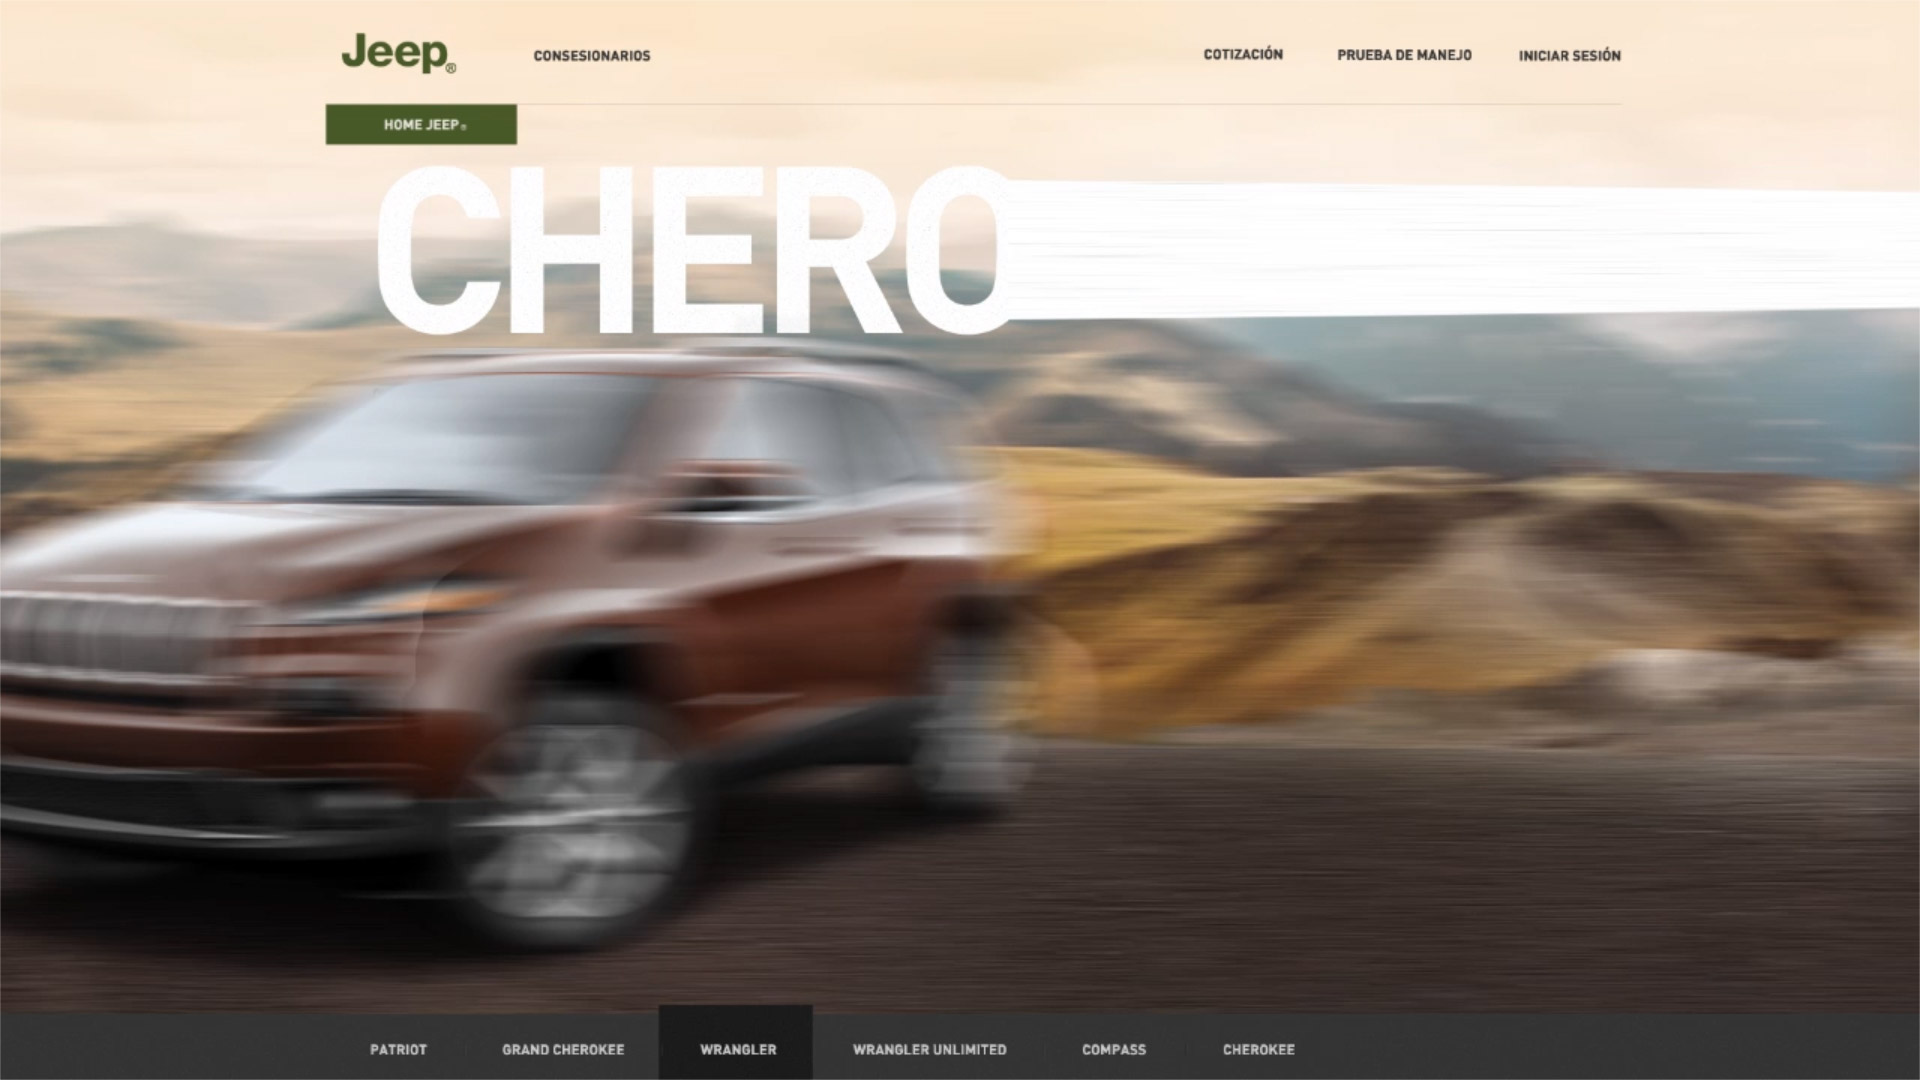 Jeep®
CONSESIONARIOS
COTIZACIÓN
PRUEBA DE MANEJO
INICIAR SESIÓN
HOME JEEP®
CHERO
PATRIOT
GRAND CHEROKEE
WRANGLER
WRANGLER UNLIMITED
COMPASS
CHEROKEE